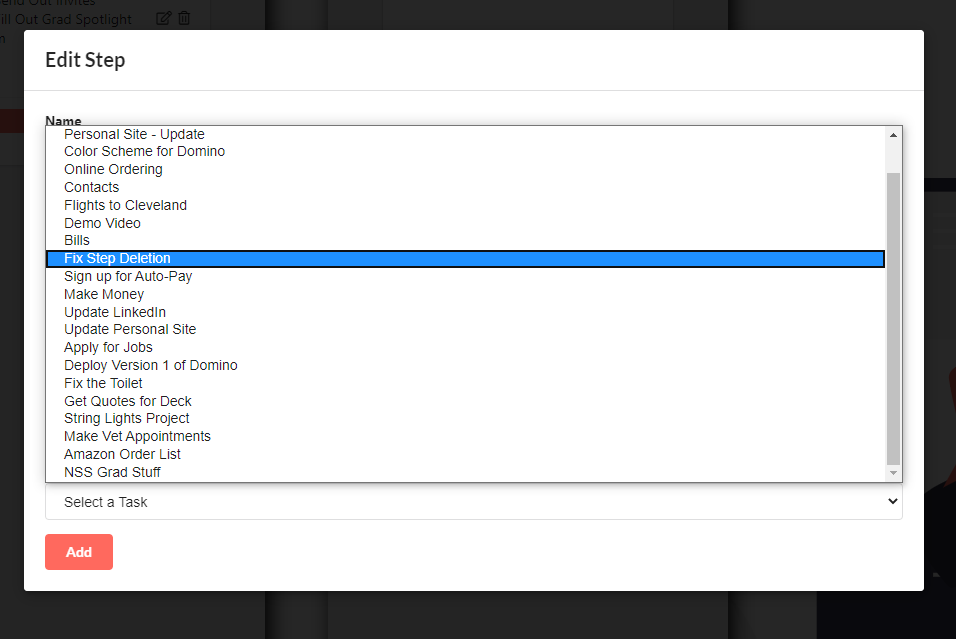 Send Out Invites
ill Out Grad Spotlight
n
Edit Step
Name
Personal Site - Update
Color Scheme for Domino
Online Ordering
Contacts
Flights to Cleveland
Demo Video
Bills
Fix Step Deletion
Sign up for Auto-Pay
Make Money
Update LinkedIn
Update Personal Site
Apply for Jobs
Deploy Version 1 of Domino
Fix the Toilet
Get Quotes for Deck
String Lights Project
Make Vet Appointments
Amazon Order List
NSS Grad Stuff
Select a Task
Add